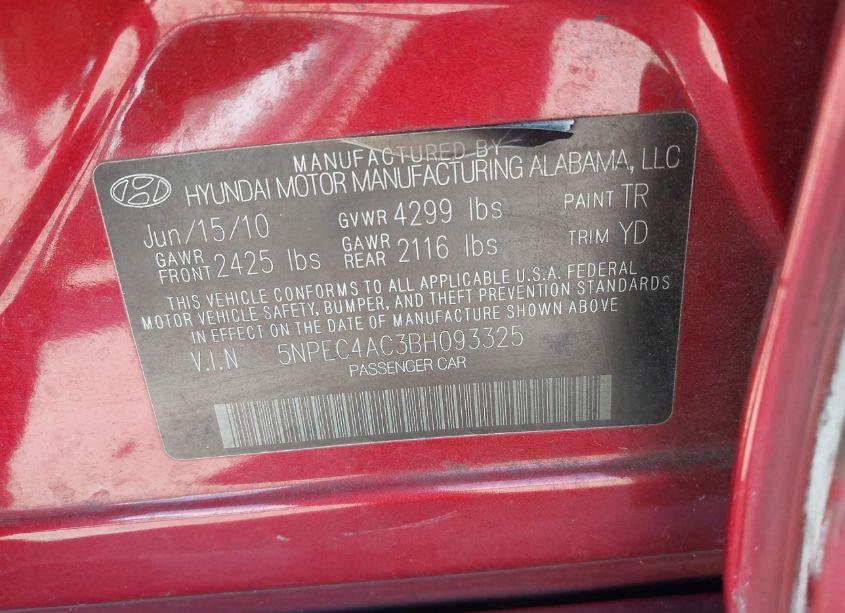 MANUFACTURED BY
HYUNDAI MOTOR MANUFACTURING ALABAMA, LLC
Jun/15/10 GVWR 4299 lbs PAINT TR
GAWR FRONT 2425 lbs GAWR REAR 2116 lbs TRIM YD
THIS VEHICLE CONFORMS TO ALL APPLICABLE U.S.A. FEDERAL
MOTOR VEHICLE SAFETY, BUMPER, AND THEFT PREVENTION STANDARDS
IN EFFECT ON THE DATE OF MANUFACTURE SHOWN ABOVE
V.I.N 5NPEC4AC3BH093325
PASSENGER CAR